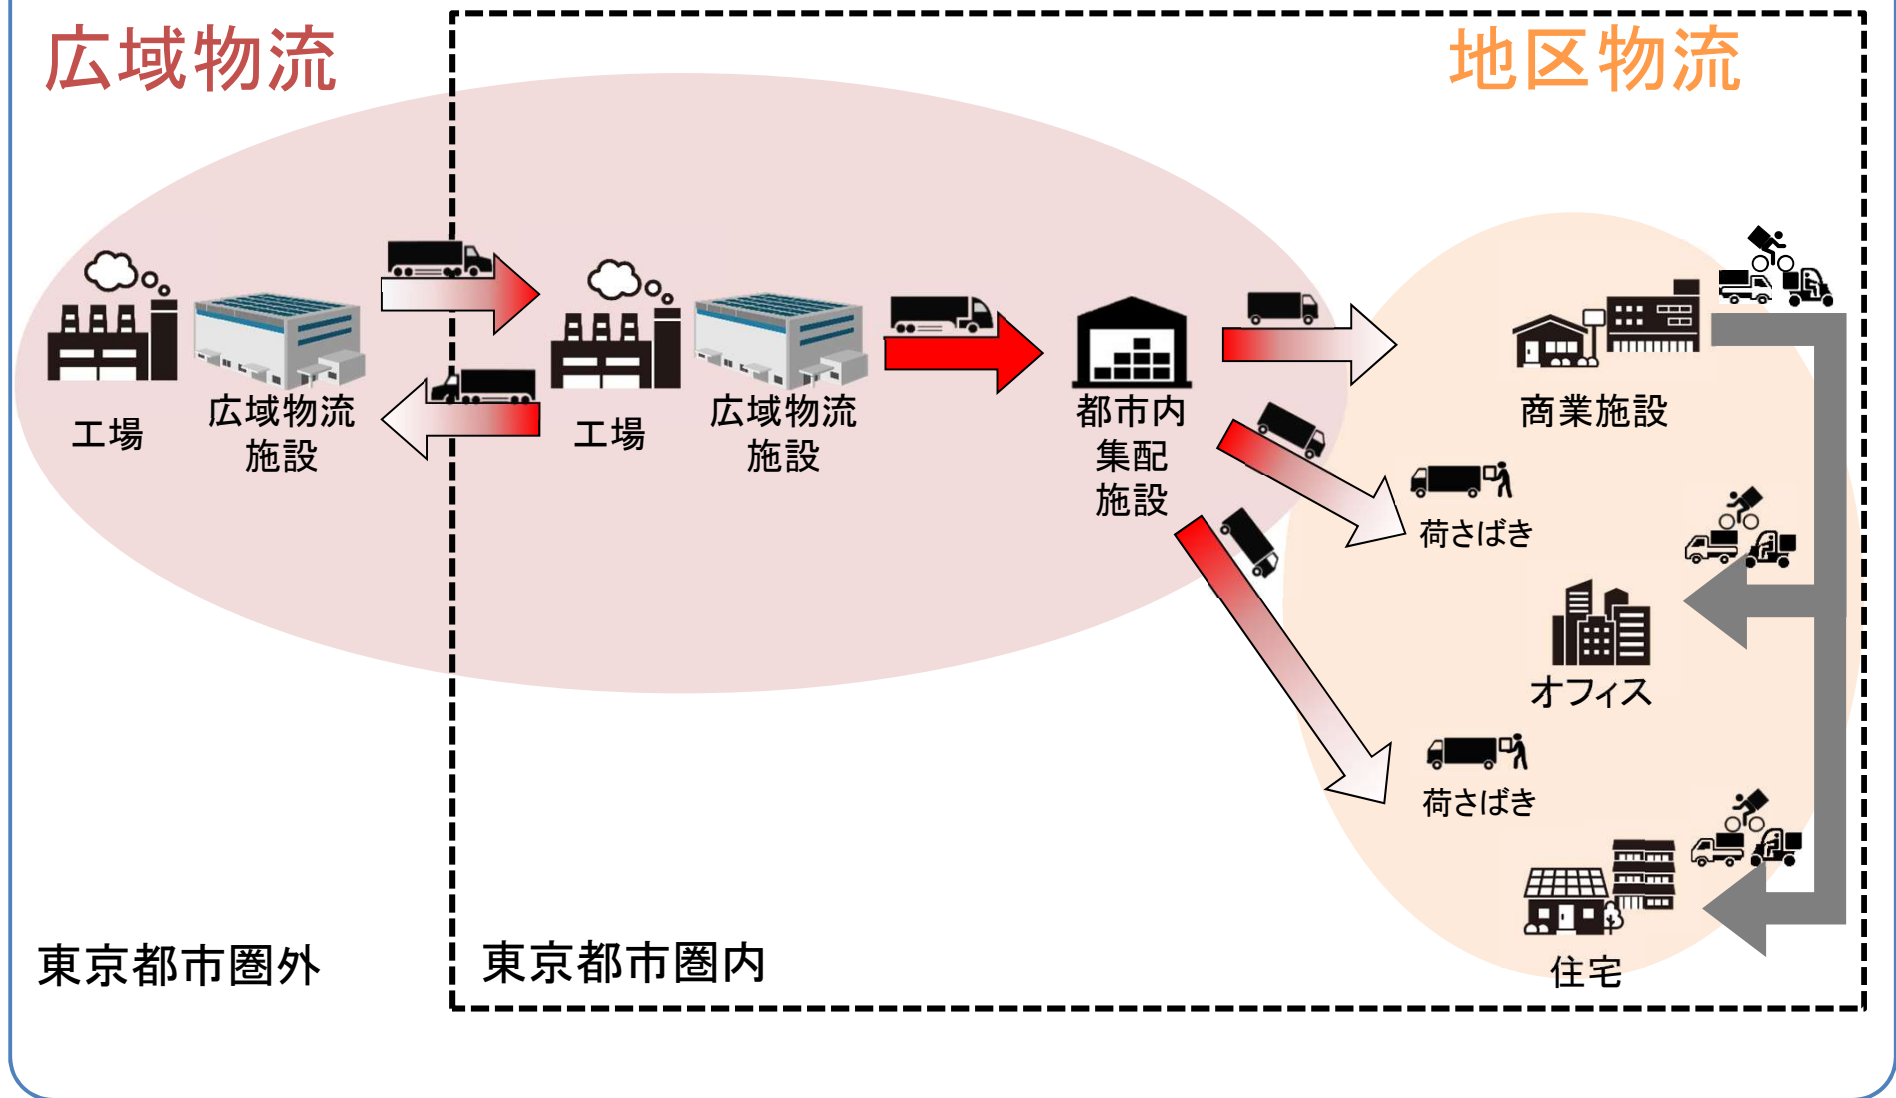 広域物流
地区物流
工場
広域物流
施設
工場
広域物流
施設
都市内
集配
施設
商業施設
荷さばき
オフィス
荷さばき
住宅
東京都市圏外
東京都市圏内